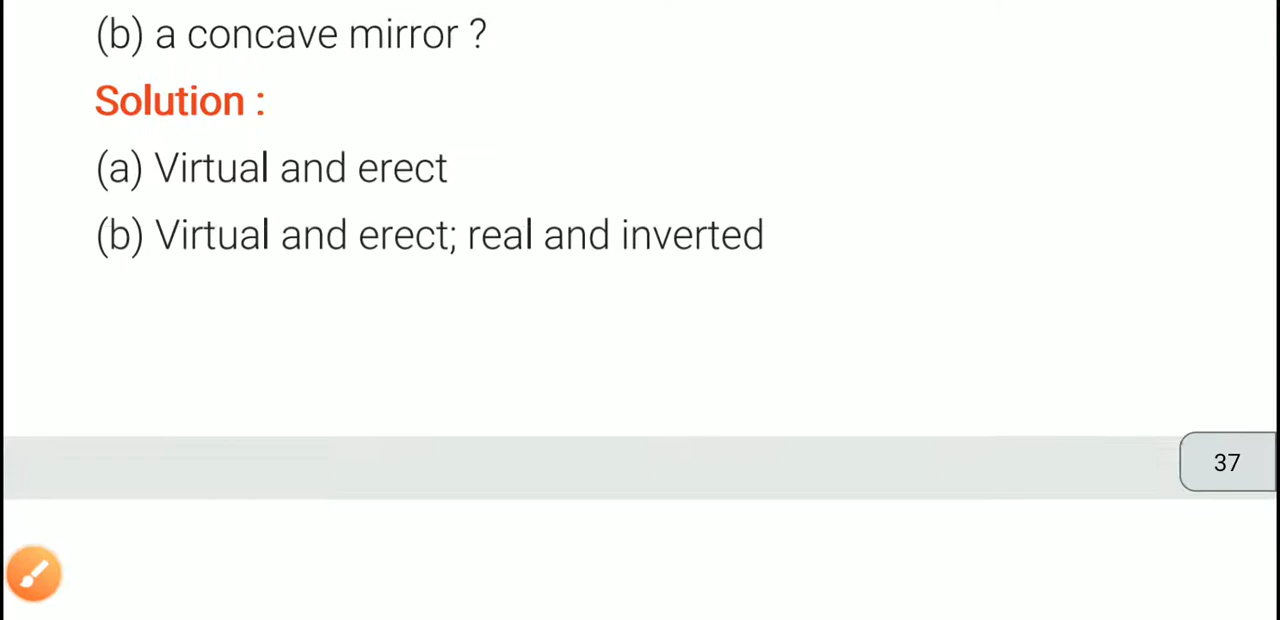 (b) a concave mirror ?
Solution :
(a) Virtual and erect
(b) Virtual and erect; real and inverted
37